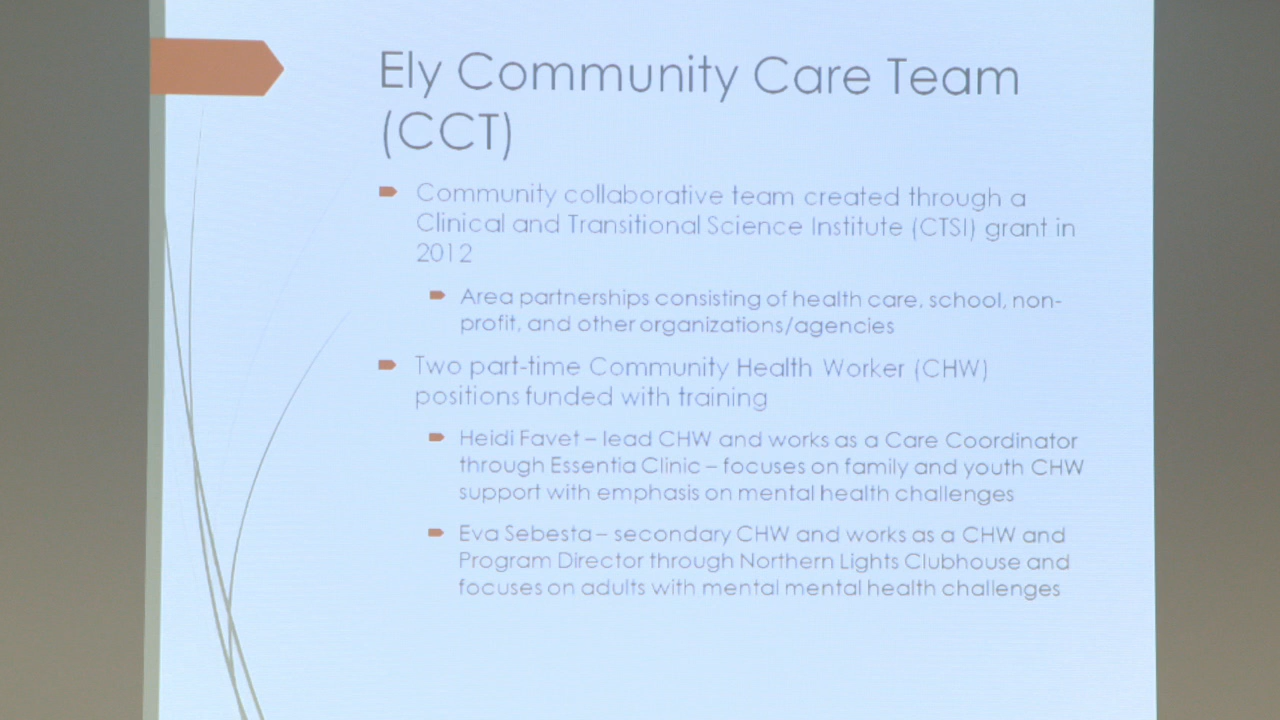 Ely Community Care Team
(CCT)
Community collaborative team created through a
Clinical and Transitional Science Institute (CTSI) grant in
2012
Area partnerships consisting of health care, school, non-
profit, and other organizations/agencies
Two part-time Community Health Worker (CHW)
positions funded with training
Heidi Favet – lead CHW and works as a Care Coordinator
through Essentia Clinic – focuses on family and youth CHW
support with emphasis on mental health challenges
Eva Sebesta – secondary CHW and works as a CHW and
Program Director through Northern Lights Clubhouse and
focuses on adults with mental mental health challenges